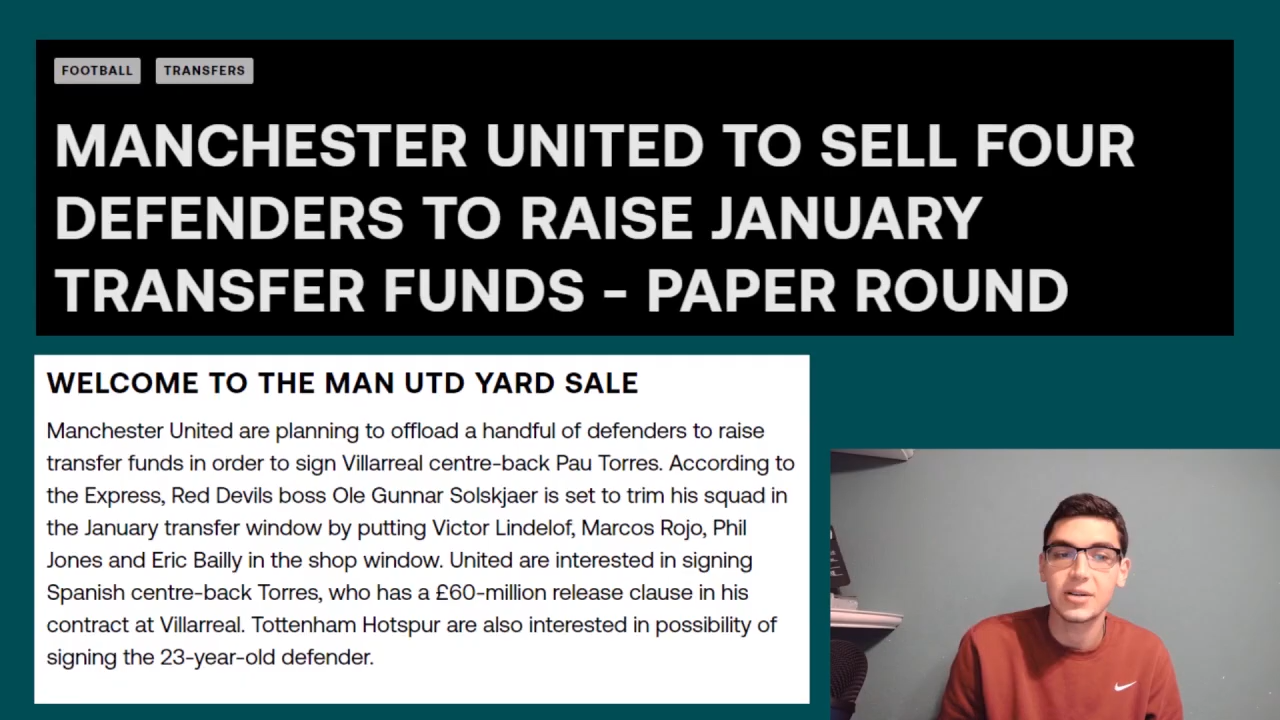 FOOTBALL TRANSFERS
MANCHESTER UNITED TO SELL FOUR
DEFENDERS TO RAISE JANUARY
TRANSFER FUNDS - PAPER ROUND
WELCOME TO THE MAN UTD YARD SALE
Manchester United are planning to offload a handful of defenders to raise
transfer funds in order to sign Villarreal centre-back Pau Torres. According to
the Express, Red Devils boss Ole Gunnar Solskjaer is set to trim his squad in
the January transfer window by putting Victor Lindelof, Marcos Rojo, Phil
Jones and Eric Bailly in the shop window. United are interested in signing
Spanish centre-back Torres, who has a £60-million release clause in his
contract at Villarreal. Tottenham Hotspur are also interested in possibility of
signing the 23-year-old defender.